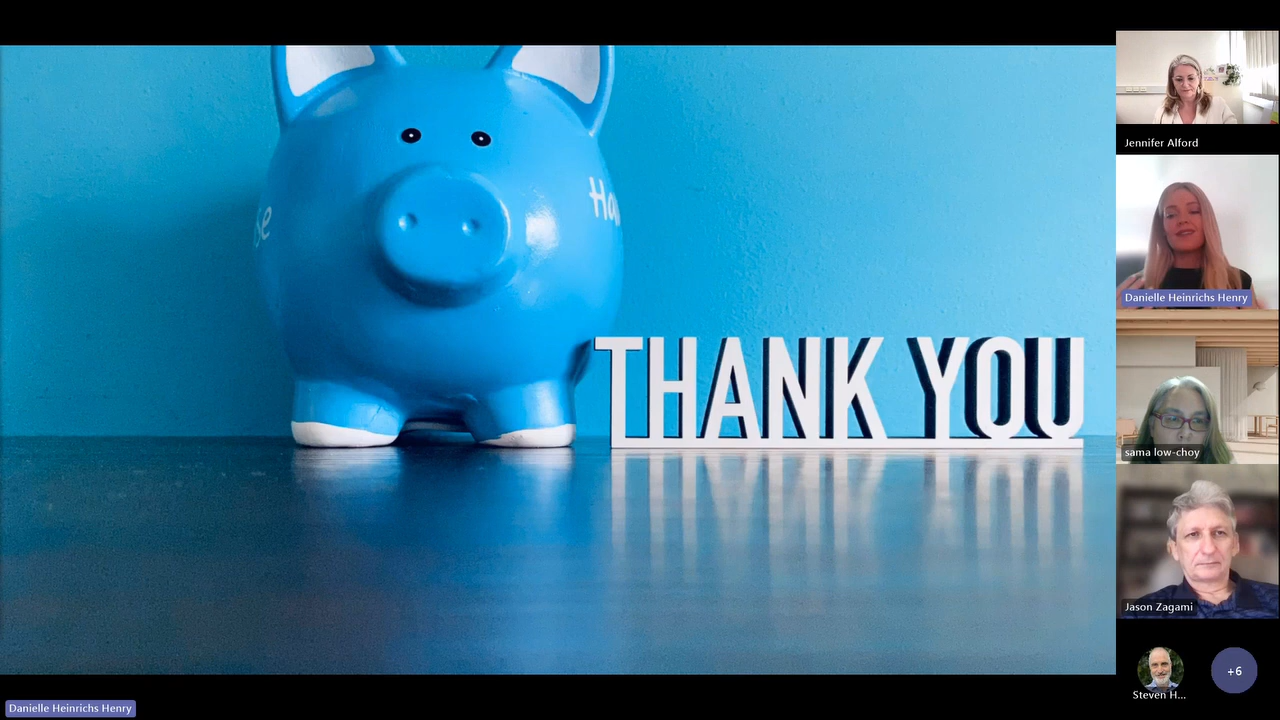 THANK YOU
Jennifer Alford
Danielle Heinrichs Henry
sama low-choy
Jason Zagami
Steven H...
+6
Danielle Heinrichs Henry